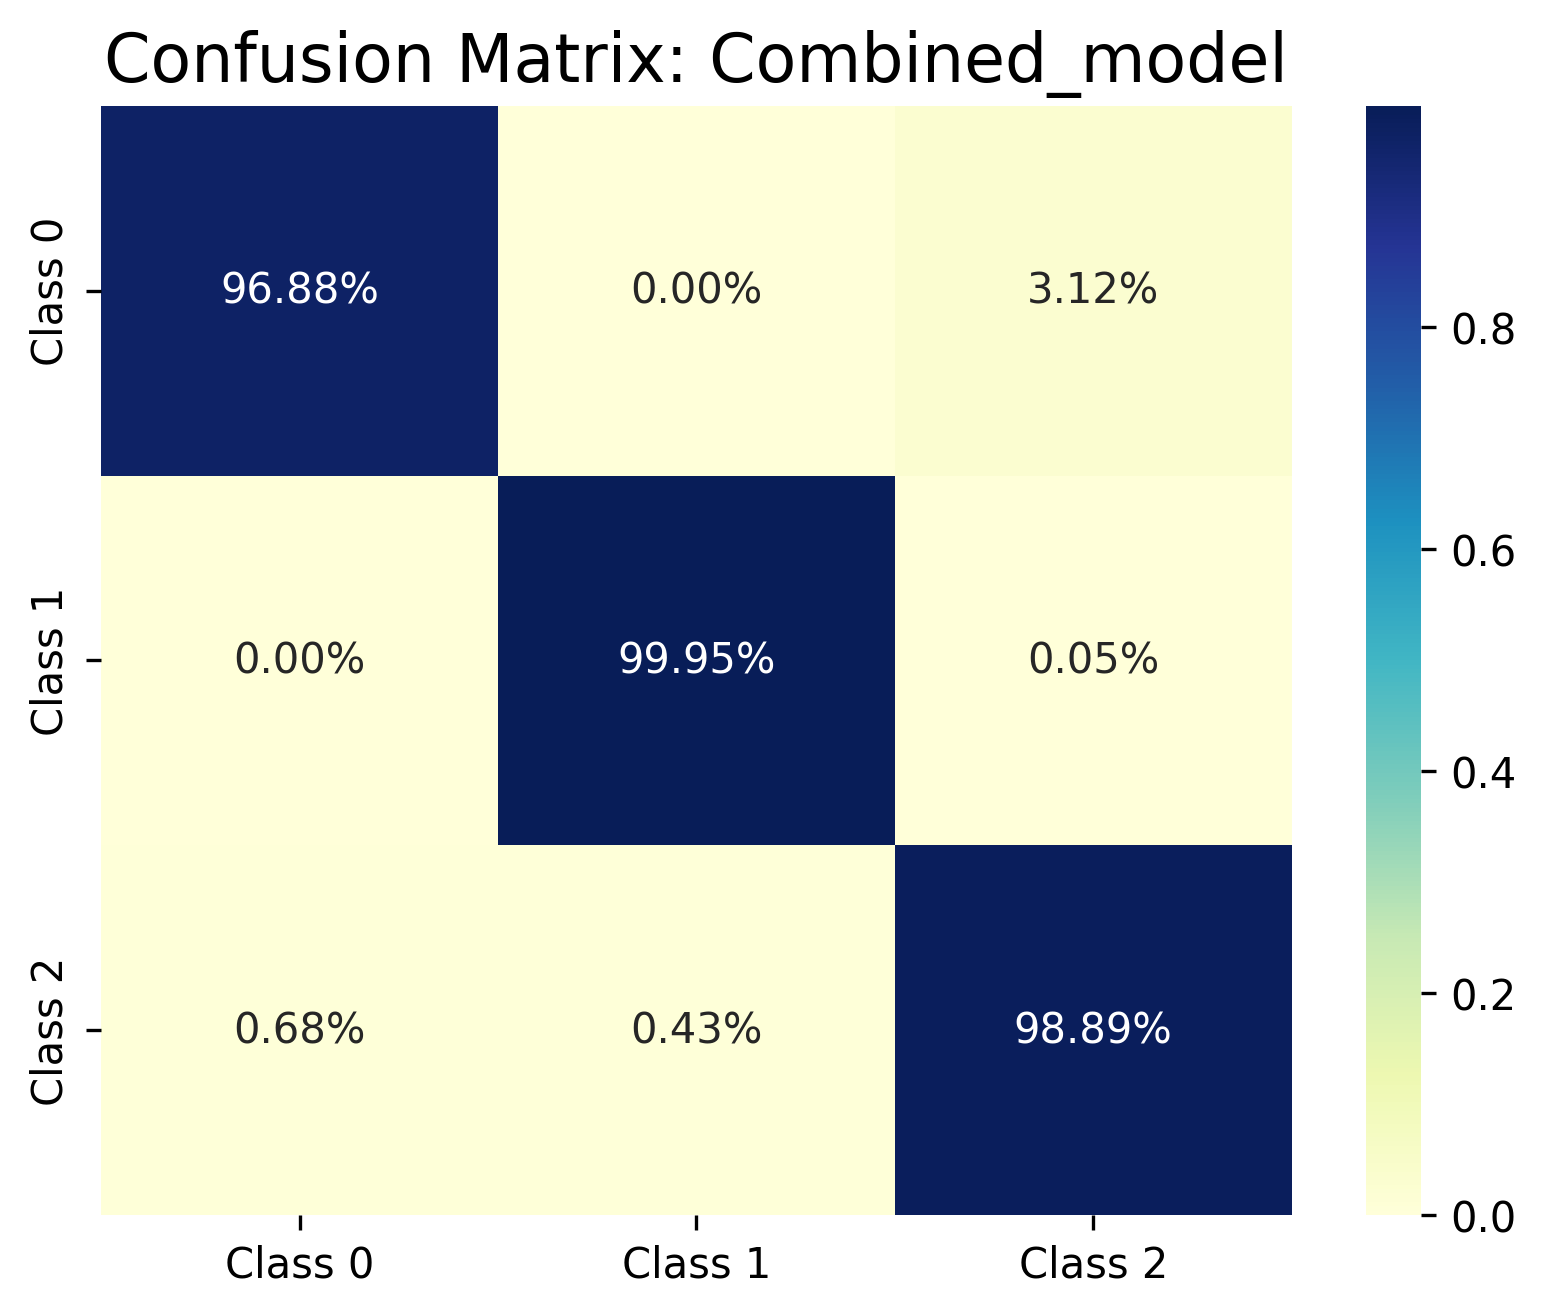 Confusion Matrix: Combined_model
Class 0
96.88%
0.00%
3.12%
Class 1
0.00%
99.95%
0.05%
Class 2
0.68%
0.43%
98.89%
Class 0
Class 1
Class 2
0.8
0.6
0.4
0.2
0.0